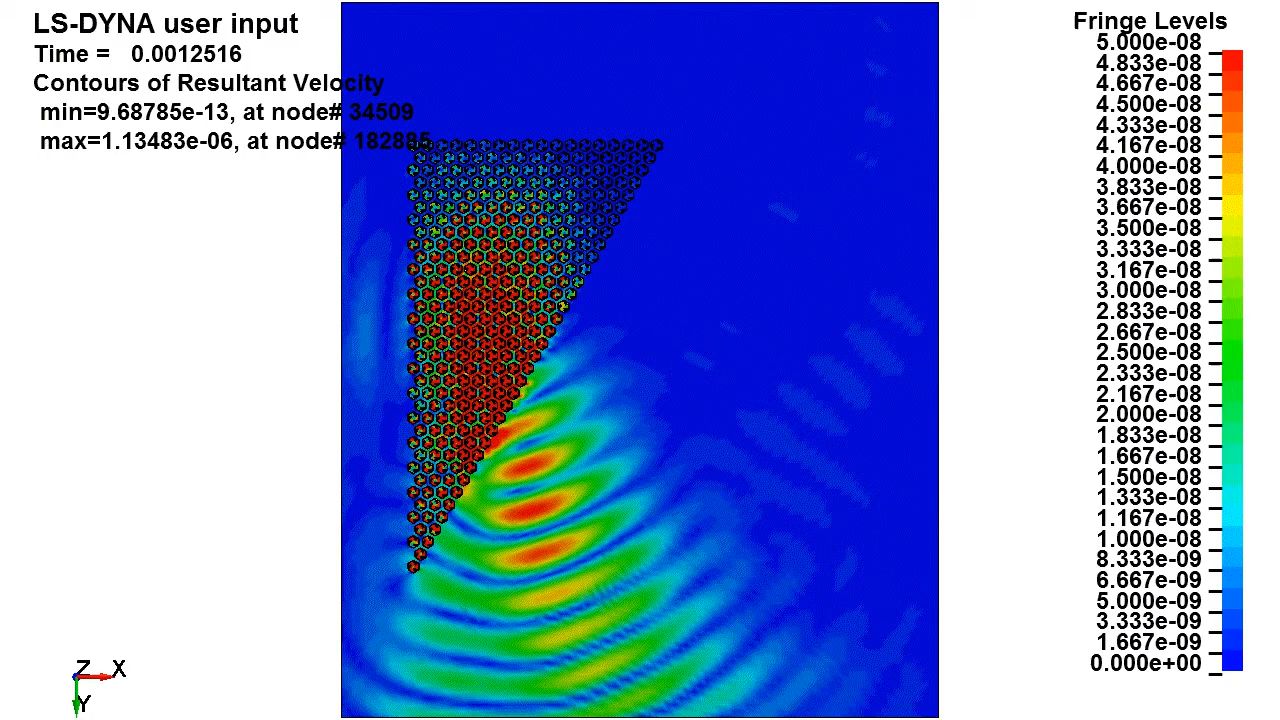 LS-DYNA user input
Time =   0.0012516
Contours of Resultant Velocity
min=9.68785e-13, at node# 34509
max=1.13483e-06, at node# 182885
Fringe Levels
5.000e-08
4.833e-08
4.667e-08
4.500e-08
4.333e-08
4.167e-08
4.000e-08
3.833e-08
3.667e-08
3.500e-08
3.333e-08
3.167e-08
3.000e-08
2.833e-08
2.667e-08
2.500e-08
2.333e-08
2.167e-08
2.000e-08
1.833e-08
1.667e-08
1.500e-08
1.333e-08
1.167e-08
1.000e-08
8.333e-09
6.667e-09
5.000e-09
3.333e-09
1.667e-09
0.000e+00
Z X
Y